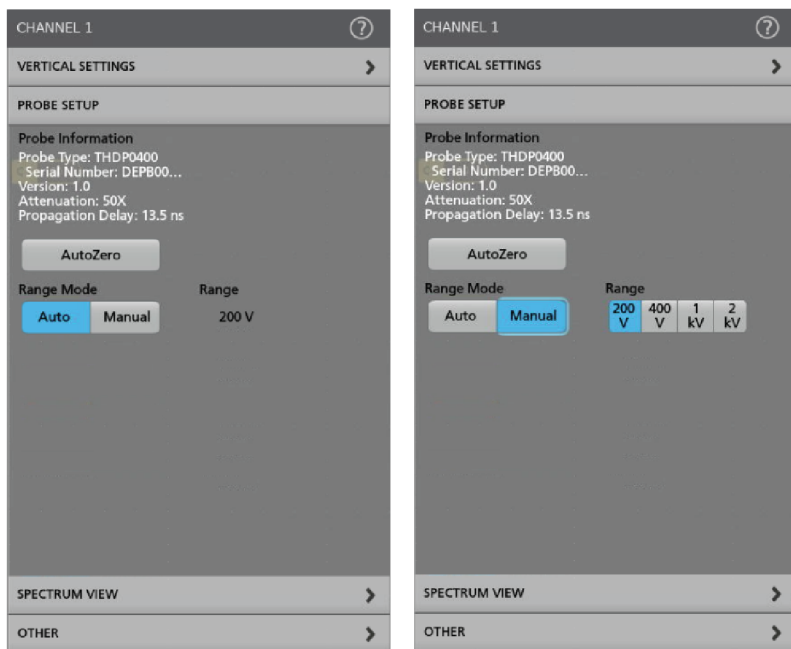 CHANNEL 1
?
VERTICAL SETTINGS
PROBE SETUP
Probe Information
Probe Type: THDP0400
Serial Number: DEPB00...
Version: 1.0
Attenuation: 50X
Propagation Delay: 13.5 ns
AutoZero
Range Mode Range
Auto Manual 200 V
SPECTRUM VIEW
OTHER
CHANNEL 1
?
VERTICAL SETTINGS
PROBE SETUP
Probe Information
Probe Type: THDP0400
Serial Number: DEPB00...
Version: 1.0
Attenuation: 50X
Propagation Delay: 13.5 ns
AutoZero
Range Mode Range
Auto Manual 200 V 400 V 1 kV 2 kV
SPECTRUM VIEW
OTHER